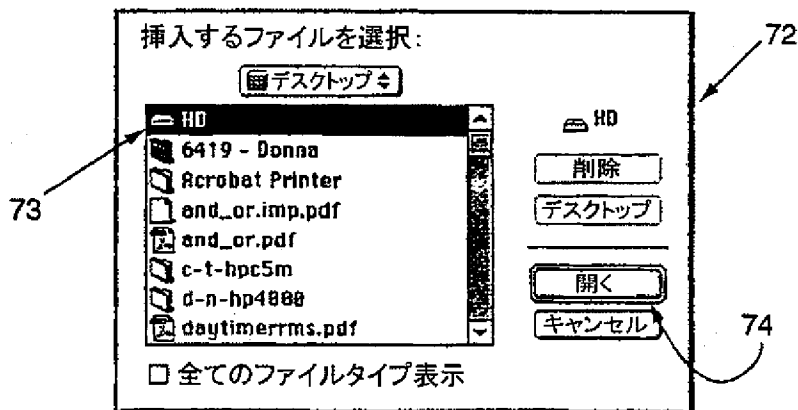 挿入するファイルを選択:
72
デスクトップ
HD
HD
6419 - Donna
削除
Acrobat Printer
デスクトップ
73
and_or.imp.pdf
and_or.pdf
c-t-hpc5m
開く
d-n-hp4000
キャンセル
74
daytimerrms.pdf
全てのファイルタイプ表示